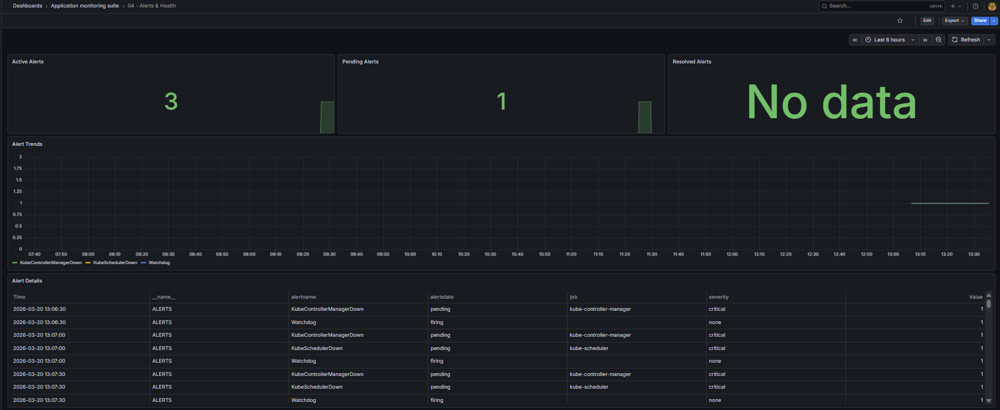 Dashboards › Application monitoring suite › 04 - Alerts & Health
Search... ctrl+k
Edit Export Share
Last 6 hours Refresh
Active Alerts
3
Pending Alerts
1
Resolved Alerts
No data
Alert Trends
2
1.75
1.5
1.25
1
0.75
0.5
0.25
0
07:40 07:50 08:00 08:10 08:20 08:30 08:40 08:50 09:00 09:10 09:20 09:30 09:40 09:50 10:00 10:10 10:20 10:30 10:40 10:50 11:00 11:10 11:20 11:30 11:40 11:50 12:00 12:10 12:20 12:30 12:40 12:50 13:00 13:10 13:20 13:30
KubeControllerManagerDown KubeSchedulerDown Watchdog
Alert Details
Time __name__ alertname alertstate job severity Value
2026-03-20 13:06:30 ALERTS KubeControllerManagerDown pending kube-controller-manager critical 1
2026-03-20 13:06:30 ALERTS Watchdog firing none 1
2026-03-20 13:07:00 ALERTS KubeControllerManagerDown pending kube-controller-manager critical 1
2026-03-20 13:07:00 ALERTS KubeSchedulerDown pending kube-scheduler critical 1
2026-03-20 13:07:00 ALERTS Watchdog firing none 1
2026-03-20 13:07:30 ALERTS KubeControllerManagerDown pending kube-controller-manager critical 1
2026-03-20 13:07:30 ALERTS KubeSchedulerDown pending kube-scheduler critical 1
2026-03-20 13:07:30 ALERTS Watchdog firing none 1